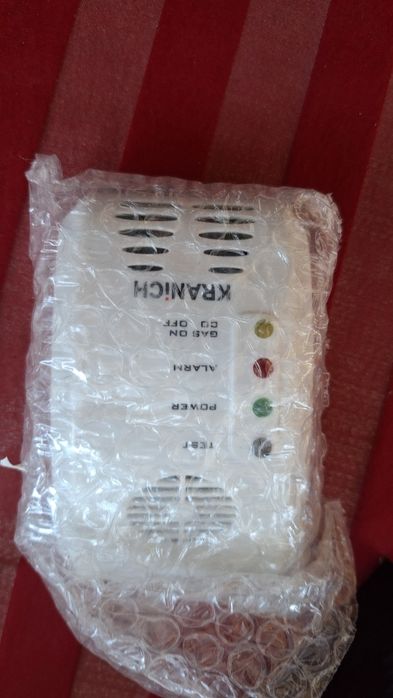 TEST
POWER
ALARM
GAS ON
CO OFF
KRANiCH